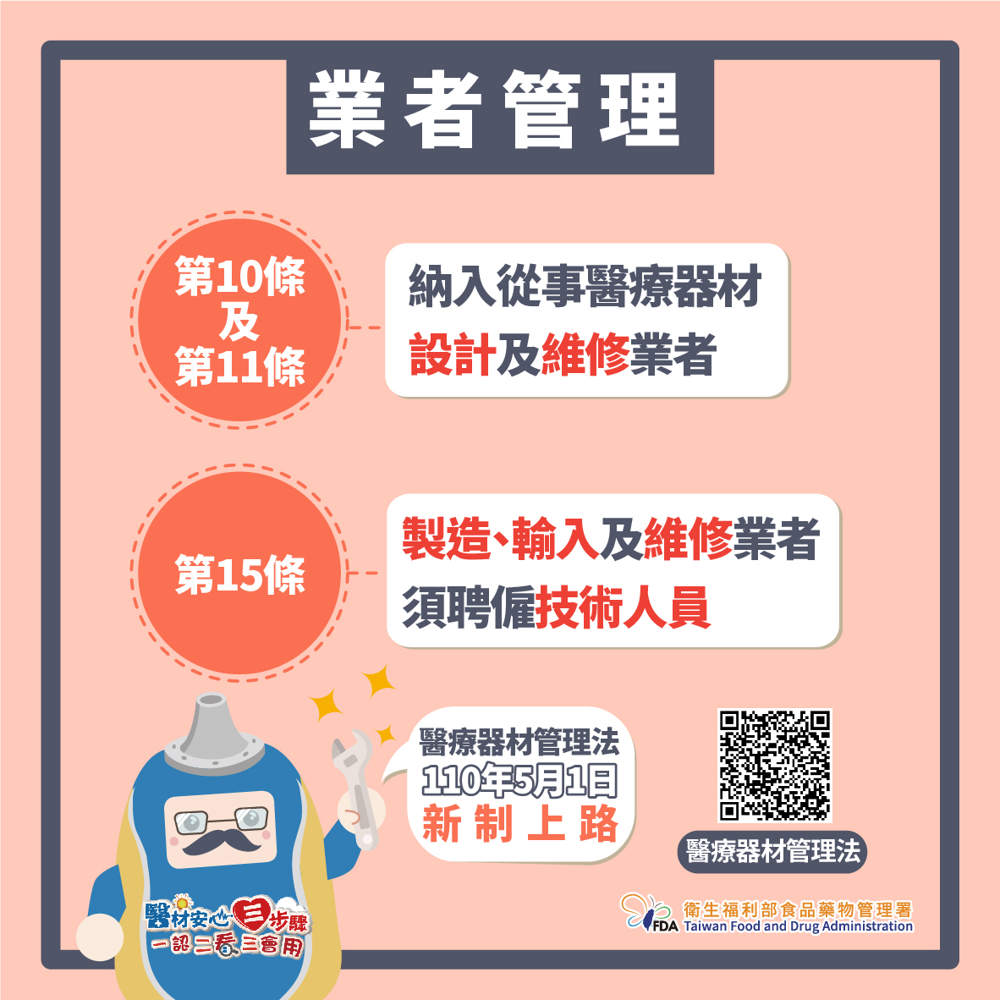 業者管理
第10條
及
第11條
納入從事醫療器材
設計及維修業者
第15條
製造、輸入及維修業者
須聘僱技術人員
醫療器材管理法
110年5月1日
新制上路
醫療器材管理法
醫材安心三步驟
一認二看三會用
衛生福利部食品藥物管理署
FDA Taiwan Food and Drug Administration